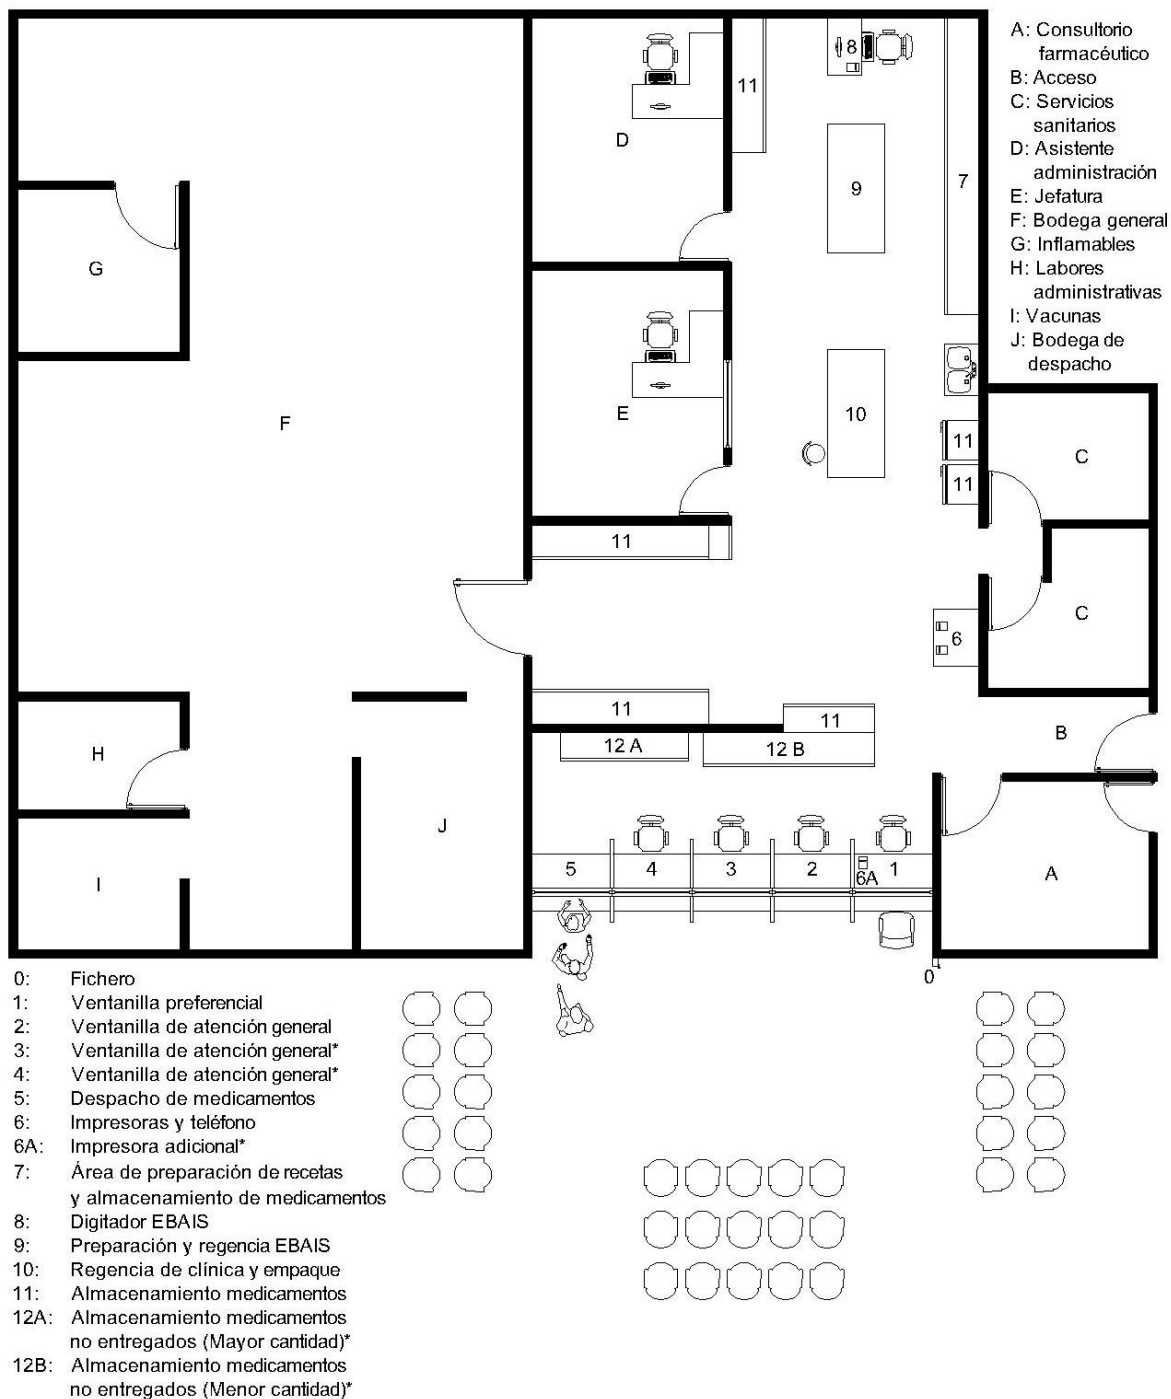 A: Consultorio
farmacéutico
B: Acceso
C: Servicios
sanitarios
D: Asistente
administración
E: Jefatura
F: Bodega general
G: Inflamables
H: Labores
administrativas
I: Vacunas
J: Bodega de
despacho
8
11
D
9
7
G
E
F
10
11
C
11
11
C
6
11
11
B
12 A
12 B
H
J
5
4
3
2
6A
1
A
I
0
0: Fichero
1: Ventanilla preferencial
2: Ventanilla de atención general
3: Ventanilla de atención general*
4: Ventanilla de atención general*
5: Despacho de medicamentos
6: Impresoras y teléfono
6A: Impresora adicional*
7: Área de preparación de recetas
y almacenamiento de medicamentos
8: Digitador EBAIS
9: Preparación y regencia EBAIS
10: Regencia de clínica y empaque
11: Almacenamiento medicamentos
12A: Almacenamiento medicamentos
no entregados (Mayor cantidad)*
12B: Almacenamiento medicamentos
no entregados (Menor cantidad)*